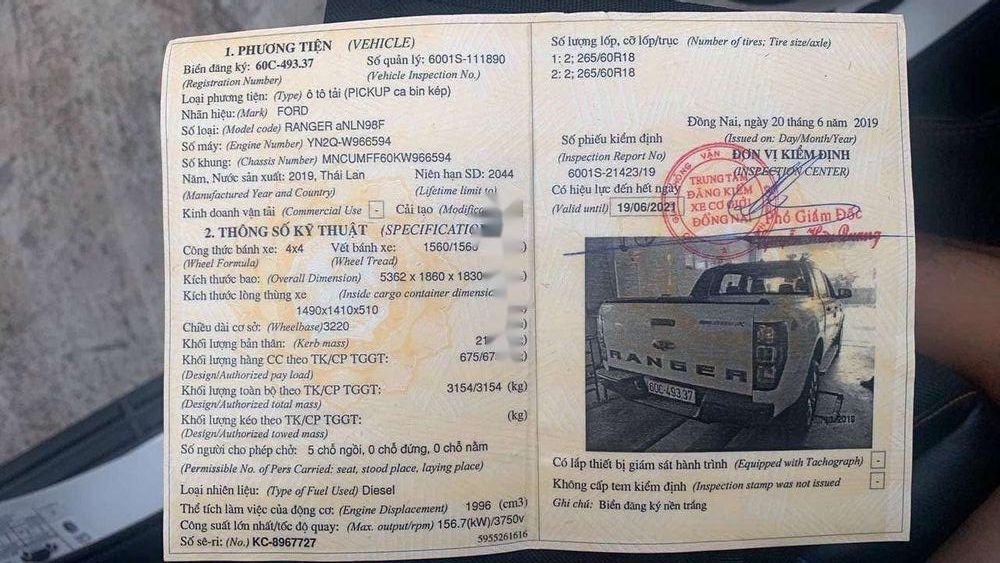 1. PHƯƠNG TIỆN (VEHICLE)
Biển đăng ký: 60C-493.37 Số quản lý: 6001S-111890
(Registration Number) (Vehicle Inspection No.)
Loại phương tiện: (Type) ô tô tải (PICKUP ca bin kép)
Nhãn hiệu: (Mark) FORD
Số loại: (Model code) RANGER aNLN98F
Số máy: (Engine Number) YN2Q-W966594
Số khung: (Chassis Number) MNCUMFF60KW966594
Năm, Nước sản xuất: 2019, Thái Lan Niên hạn SD: 2044
(Manufactured Year and Country) (Lifetime limit to)
Kinh doanh vận tải (Commercial Use - Cải tạo
2. THÔNG SỐ KỸ THUẬT
Công thức bánh xe: 4x4 Vết bánh xe:
(Wheel Formula) (Wheel Tread)
Kích thước bao: (Overall Dimension) 5362 x 1860 x 1830
Kích thước lòng thùng xe (Inside cargo container
1490x1410x510
Chiều dài cơ sở: (Wheelbase)3220
Khối lượng bản thân: (Kerb mass)
Khối lượng hàng CC theo TK/CP TGGT:
(Design/Authorized pay load)
Khối lượng toàn bộ theo TK/CP TGGT: 3154/3154 (kg)
(Design/Authorized total mass)
Khối lượng kéo theo TK/CP TGGT: (kg)
(Design/Authorized towed mass)
Số người cho phép chở: 5 chỗ ngồi, 0 chỗ đứng, 0 chỗ nằm
(Permissible No. of Pers Carried: seat, stood place, laying place)
Loại nhiên liệu: (Type of Fuel Used) Diesel
Thể tích làm việc của động cơ: (Engine Displacement) 1996 (cm3)
Công suất lớn nhất/tốc độ quay: (Max. output/rpm) 156.7(kW)/3750v
Số sê-ri: (No.) KC-8967727 5955261616
Số lượng lốp, cỡ lốp/trục (Number of tires; Tire size/axle)
1: 2; 265/60R18
2: 2; 265/60R18
Đồng Nai, ngày 20 tháng 6 năm 2019
Số phiếu kiểm định (Issued on: Day/Month/Year)
(Inspection Report No) ĐƠN VỊ KIỂM ĐỊNH
6001S-21423/19 (INSPECTION CENTER)
Có hiệu lực đến hết ngày
(Valid until) 19/06/2021
TRUNG TÂM
ĐĂNG KIỂM
XE CƠ GIỚI
ĐỒNG NAI
Phó Giám Đốc
RANGER
60C-493.37
Có lắp thiết bị giám sát hành trình (Equipped with Tachograph) -
Không cấp tem kiểm định (Inspection stamp was not issued -
Ghi chú: Biển đăng ký nền trắng